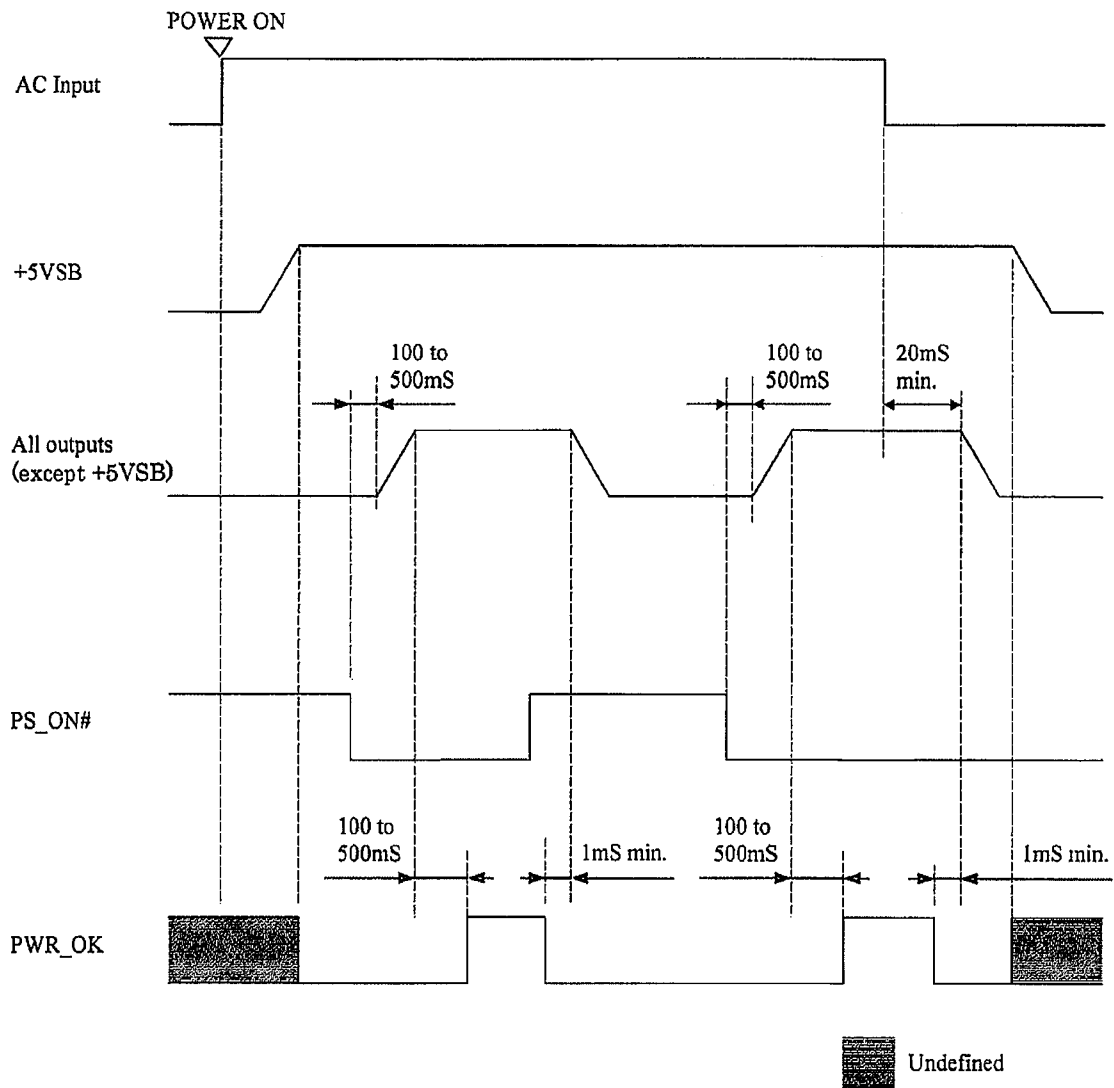 POWER ON
AC Input
+5VSB
100 to
500mS
100 to
500mS
20mS
min.
All outputs
(except +5VSB)
PS_ON#
100 to
500mS
1mS min.
100 to
500mS
1mS min.
PWR_OK
Undefined